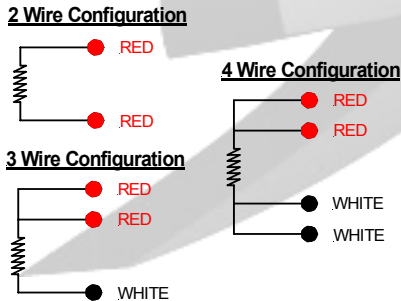 2 Wire Configuration
RED
RED
3 Wire Configuration
RED
RED
WHITE
4 Wire Configuration
RED
RED
WHITE
WHITE